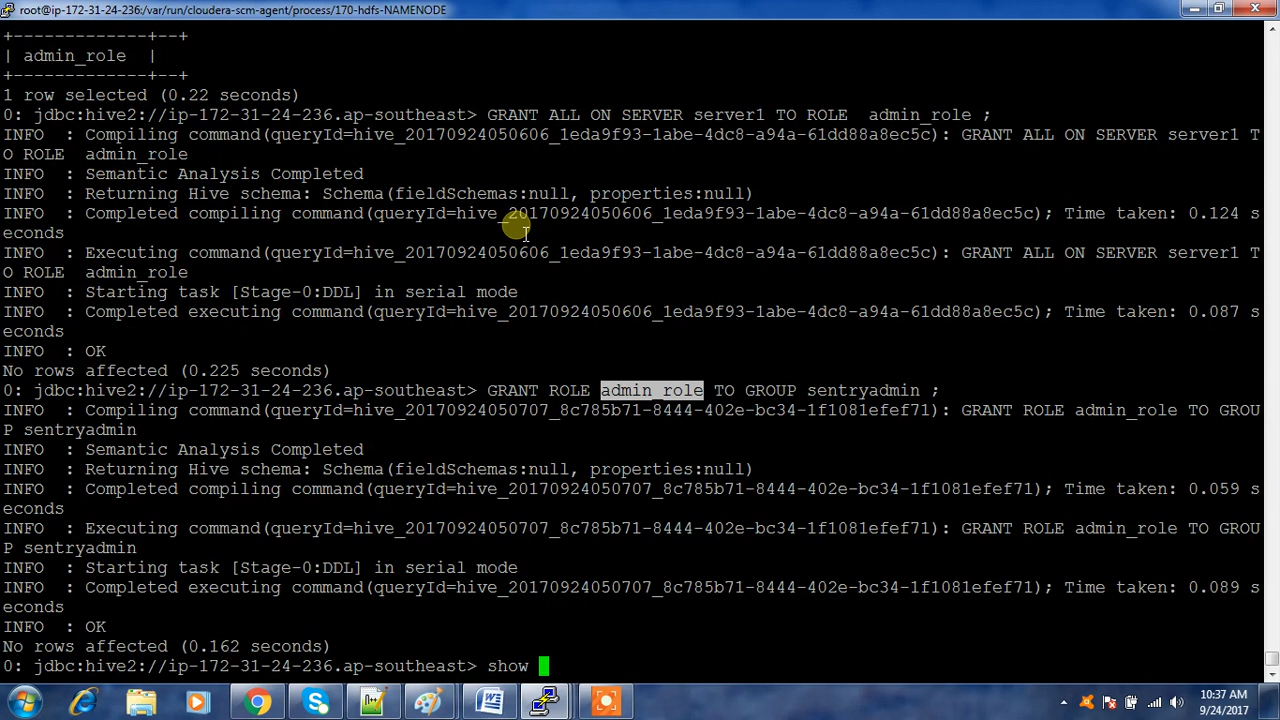 root@ip-172-31-24-236:/var/run/cloudera-scm-agent/process/170-hdfs-NAMENODE
+-------------+--+
| admin_role  |
+-------------+--+
1 row selected (0.22 seconds)
0: jdbc:hive2://ip-172-31-24-236.ap-southeast> GRANT ALL ON SERVER server1 TO ROLE  admin_role ;
INFO  : Compiling command(queryId=hive_20170924050606_1eda9f93-1abe-4dc8-a94a-61dd88a8ec5c): GRANT ALL ON SERVER server1 T
O ROLE  admin_role
INFO  : Semantic Analysis Completed
INFO  : Returning Hive schema: Schema(fieldSchemas:null, properties:null)
INFO  : Completed compiling command(queryId=hive_20170924050606_1eda9f93-1abe-4dc8-a94a-61dd88a8ec5c); Time taken: 0.124 s
econds
INFO  : Executing command(queryId=hive_20170924050606_1eda9f93-1abe-4dc8-a94a-61dd88a8ec5c): GRANT ALL ON SERVER server1 T
O ROLE  admin_role
INFO  : Starting task [Stage-0:DDL] in serial mode
INFO  : Completed executing command(queryId=hive_20170924050606_1eda9f93-1abe-4dc8-a94a-61dd88a8ec5c); Time taken: 0.087 s
econds
INFO  : OK
No rows affected (0.225 seconds)
0: jdbc:hive2://ip-172-31-24-236.ap-southeast> GRANT ROLE admin_role TO GROUP sentryadmin ;
INFO  : Compiling command(queryId=hive_20170924050707_8c785b71-8444-402e-bc34-1f1081efef71): GRANT ROLE admin_role TO GROU
P sentryadmin
INFO  : Semantic Analysis Completed
INFO  : Returning Hive schema: Schema(fieldSchemas:null, properties:null)
INFO  : Completed compiling command(queryId=hive_20170924050707_8c785b71-8444-402e-bc34-1f1081efef71); Time taken: 0.059 s
econds
INFO  : Executing command(queryId=hive_20170924050707_8c785b71-8444-402e-bc34-1f1081efef71): GRANT ROLE admin_role TO GROU
P sentryadmin
INFO  : Starting task [Stage-0:DDL] in serial mode
INFO  : Completed executing command(queryId=hive_20170924050707_8c785b71-8444-402e-bc34-1f1081efef71); Time taken: 0.089 s
econds
INFO  : OK
No rows affected (0.162 seconds)
0: jdbc:hive2://ip-172-31-24-236.ap-southeast> show
10:37 AM
9/24/2017